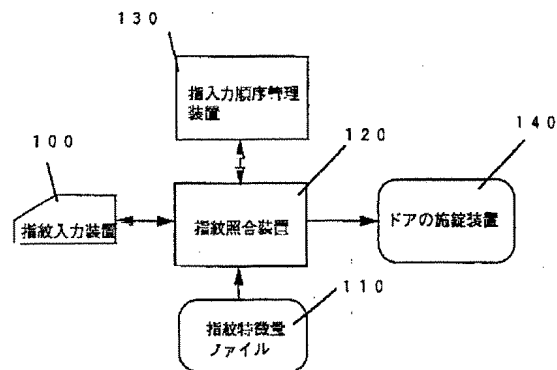 130
指入力順序管理
装置
100
120
140
指紋入力装置
指紋照合装置
ドアの施錠装置
110
指紋特徴量
ファイル